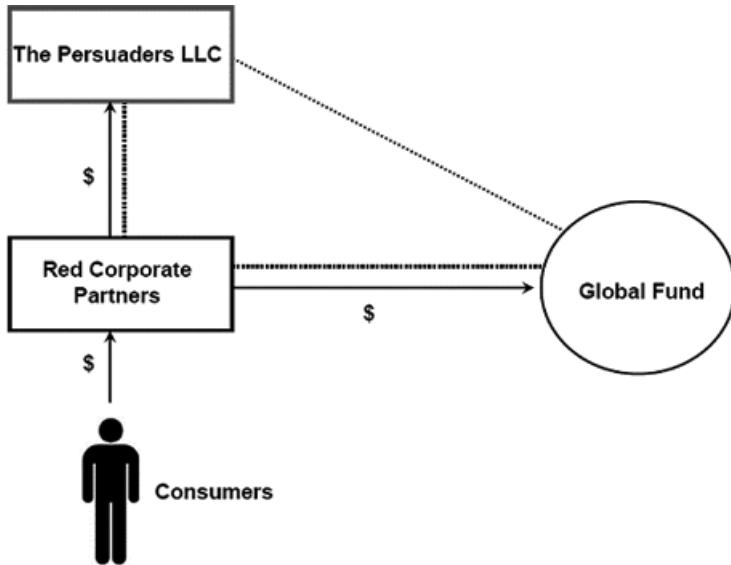 The Persuaders LLC
$
Red Corporate
Partners
$
Global Fund
$
Consumers